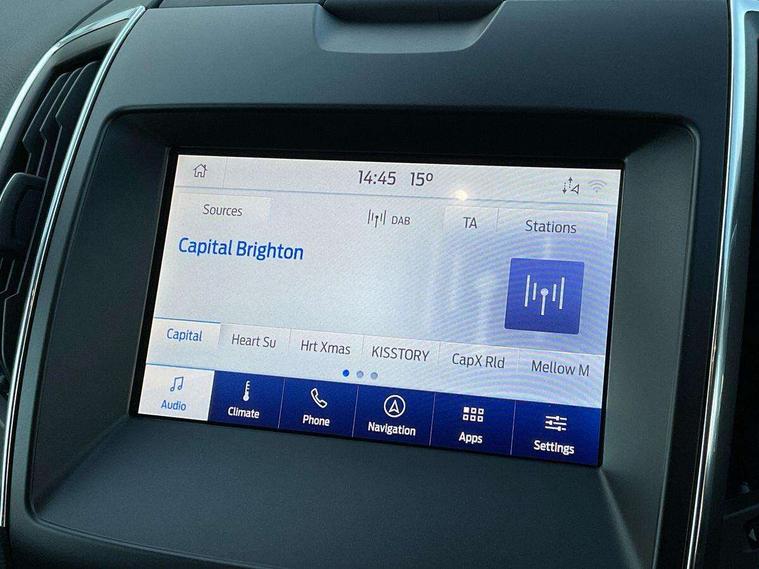 14:45 15°
Sources DAB TA Stations
Capital Brighton
Capital Heart Su Hrt Xmas KISSTORY CapX Rld Mellow M
Audio Climate Phone Navigation Apps Settings